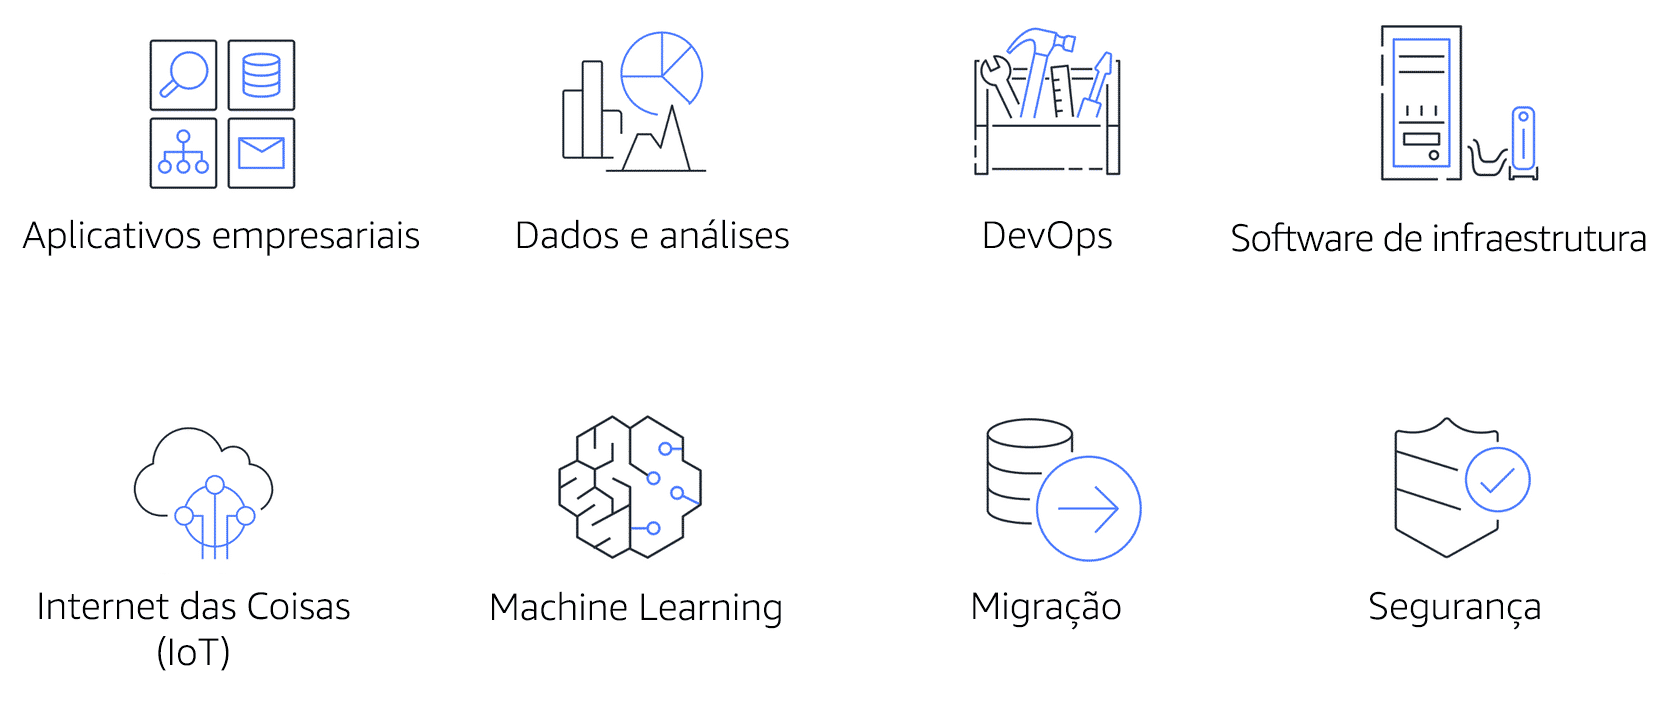 Aplicativos empresariais
Dados e análises
DevOps
Software de infraestrutura
Internet das Coisas
(IoT)
Machine Learning
Migração
Segurança